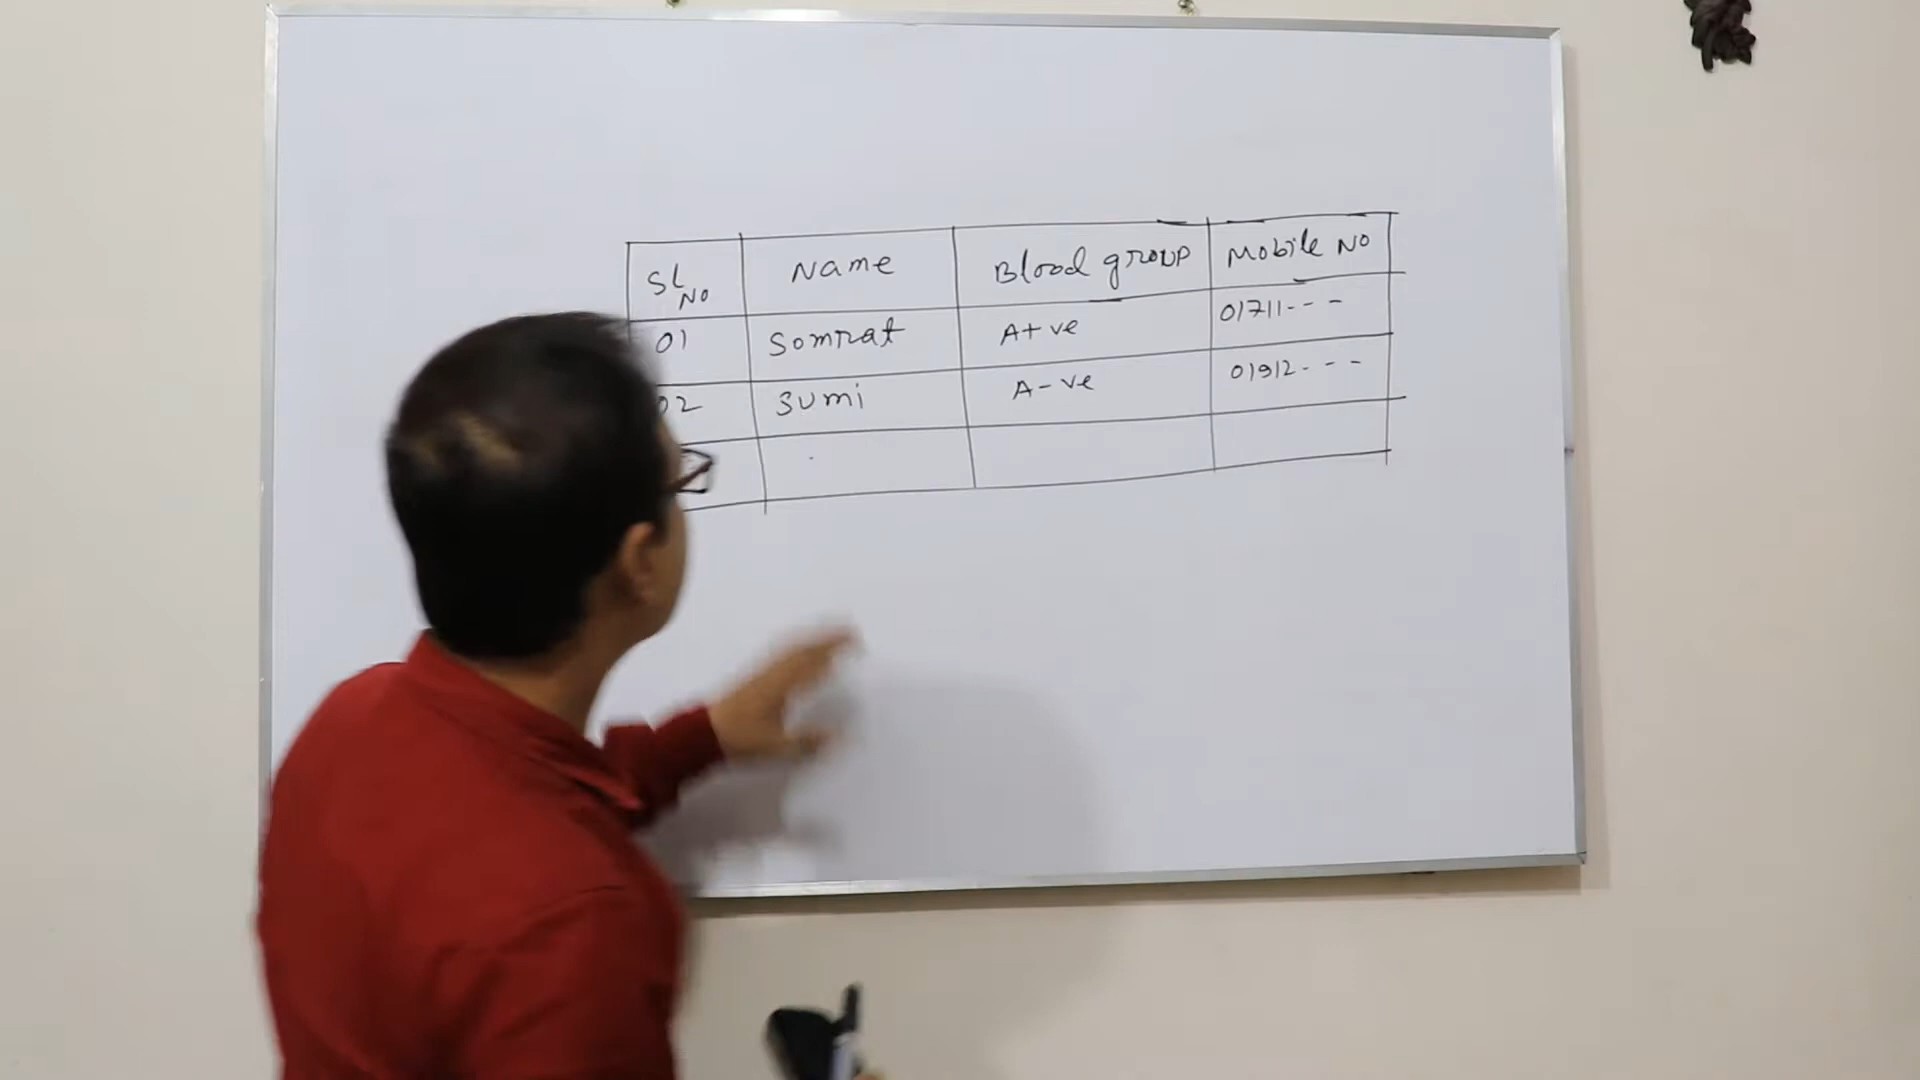 SL NO Name Blood group Mobile No
01 Somrat A+ve 01711---
02 Sumi A-ve 01912---